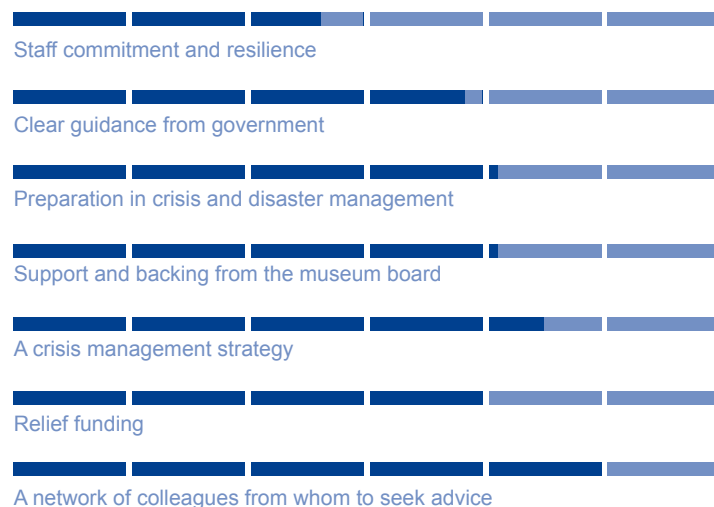 Staff commitment and resilience
Clear guidance from government
Preparation in crisis and disaster management
Support and backing from the museum board
A crisis management strategy
Relief funding
A network of colleagues from whom to seek advice